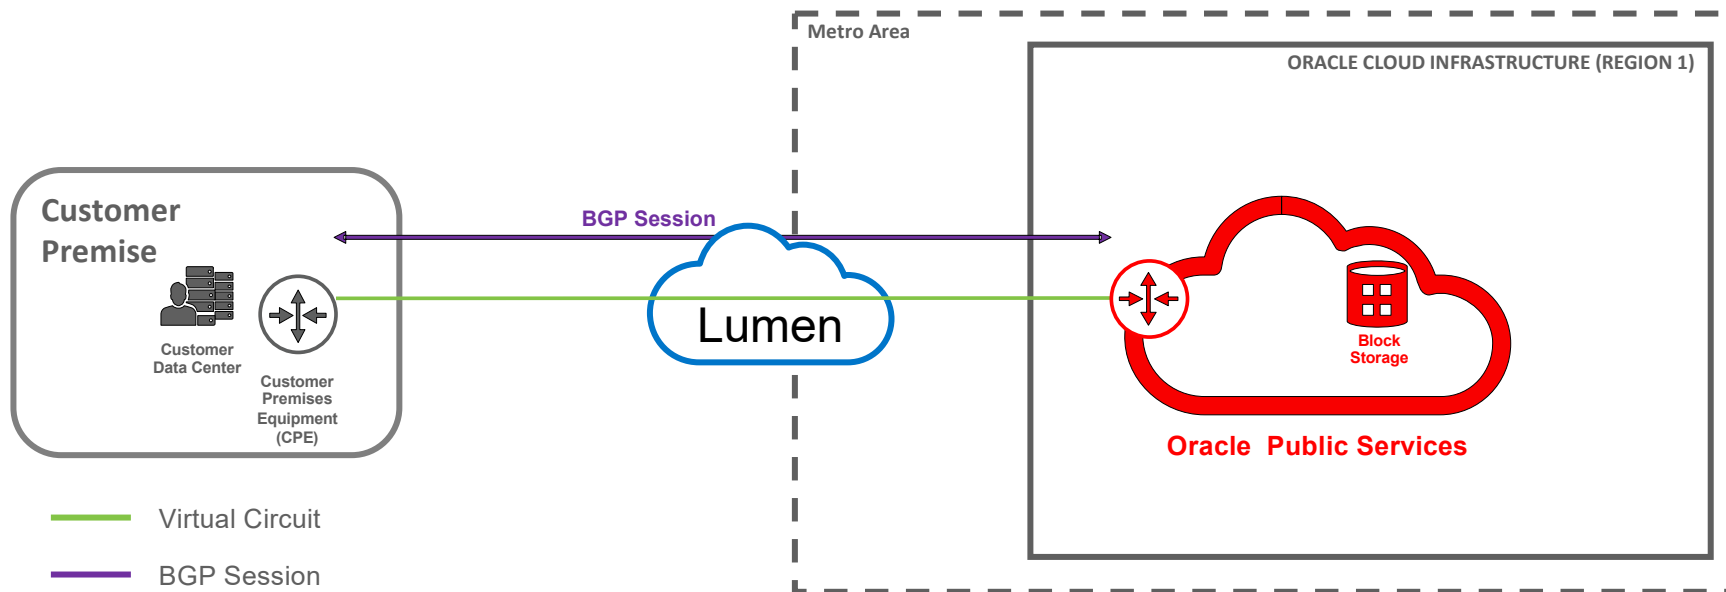 Metro Area
ORACLE CLOUD INFRASTRUCTURE (REGION 1)
Customer
Premise
BGP Session
Lumen
Customer
Data Center
Customer
Premises
Equipment
(CPE)
Block
Storage
Oracle Public Services
Virtual Circuit
BGP Session